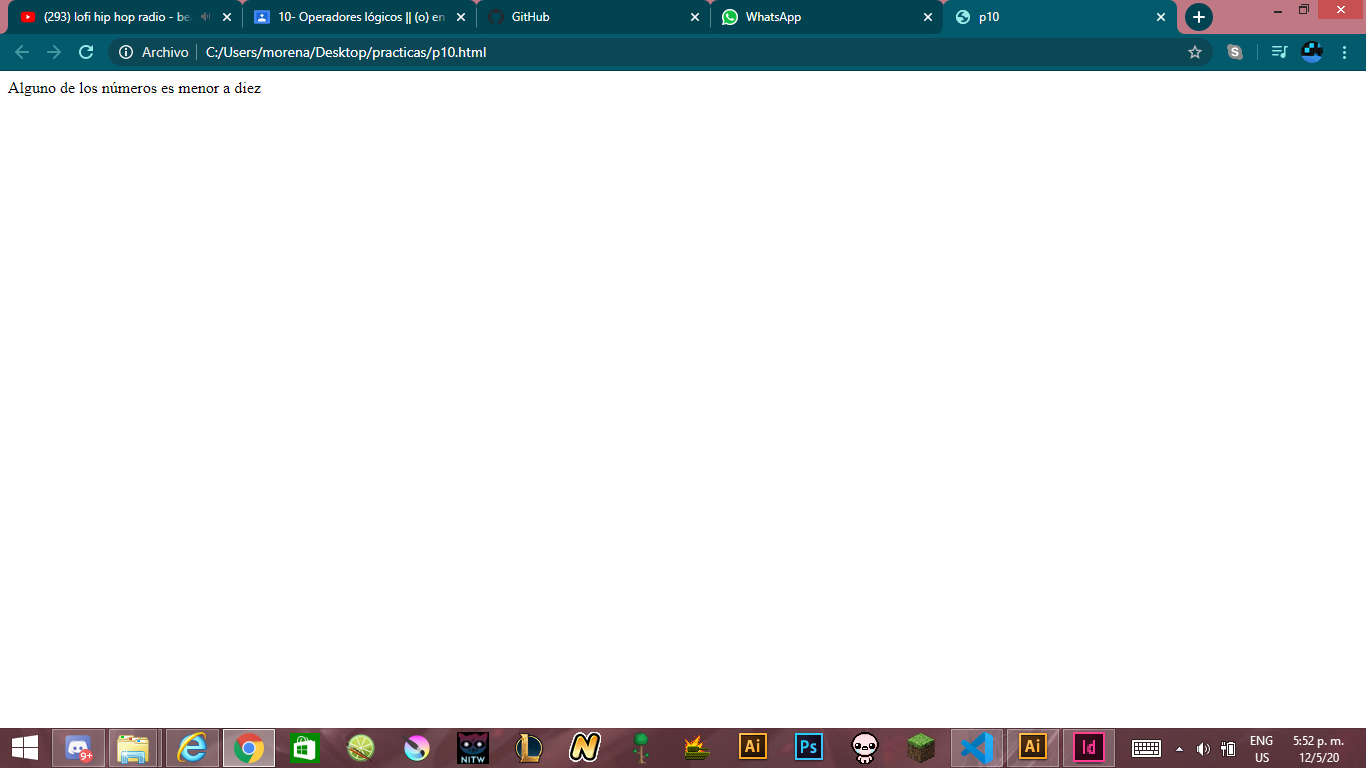 (293) lofi hip hop radio - be
10- Operadores lógicos || (o) en
GitHub
WhatsApp
p10
Archivo
C:/Users/morena/Desktop/practicas/p10.html
Alguno de los números es menor a diez
9+
NITW
Ai
Ps
Ai
Id
ENG
US
5:52 p. m.
12/5/20